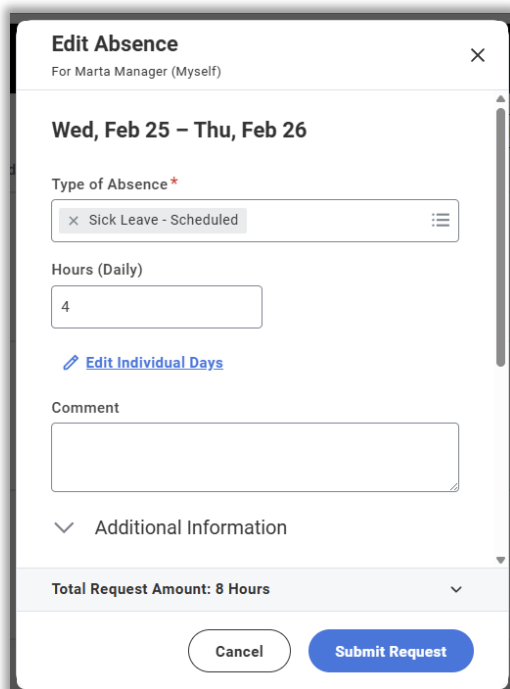 Edit Absence
For Marta Manager (Myself)
Wed, Feb 25 – Thu, Feb 26
Type of Absence*
Sick Leave - Scheduled
Hours (Daily)
4
Edit Individual Days
Comment
Additional Information
Total Request Amount: 8 Hours
Cancel
Submit Request